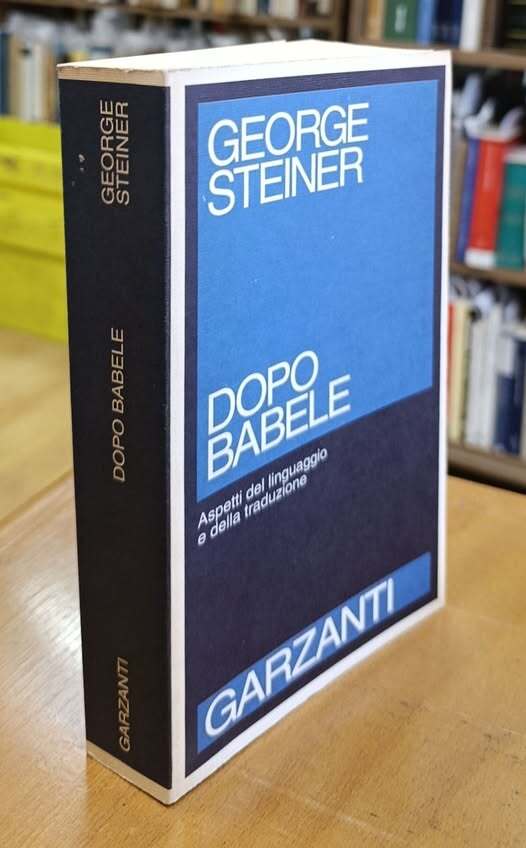 GEORGE
STEINER
DOPO BABELE
GARZANTI
GEORGE
STEINER
DOPO
BABELE
Aspetti del linguaggio
e della traduzione
GARZANTI